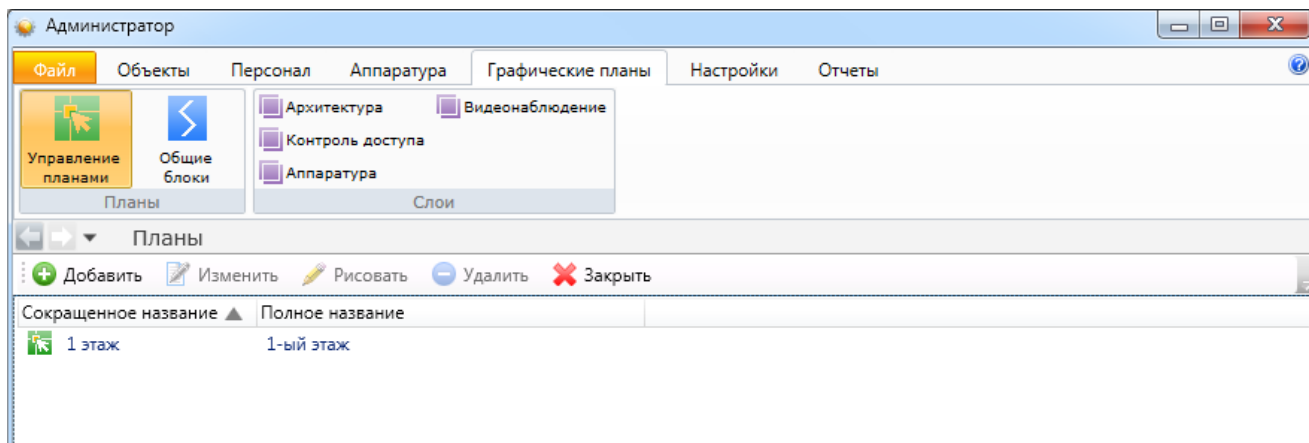 Администратор
Файл Объекты Персонал Аппаратура Графические планы Настройки Отчеты
Управление планами
Общие блоки
Планы
Архитектура Видеонаблюдение
Контроль доступа
Аппаратура
Слои
Планы
Добавить Изменить Рисовать Удалить Закрыть
Сокращенное название Полное название
1 этаж 1-ый этаж